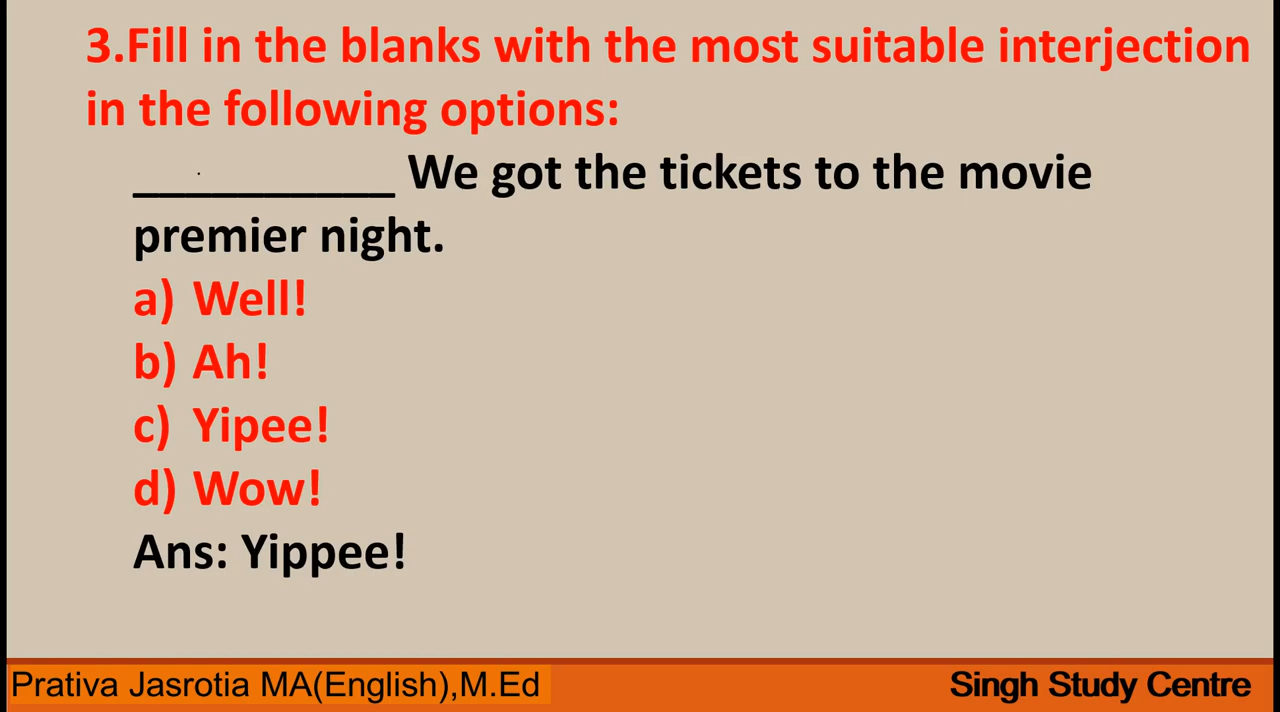 3.Fill in the blanks with the most suitable interjection
in the following options:
__________ We got the tickets to the movie
premier night.
a) Well!
b) Ah!
c) Yipee!
d) Wow!
Ans: Yippee!
Prativa Jasrotia MA(English),M.Ed
Singh Study Centre